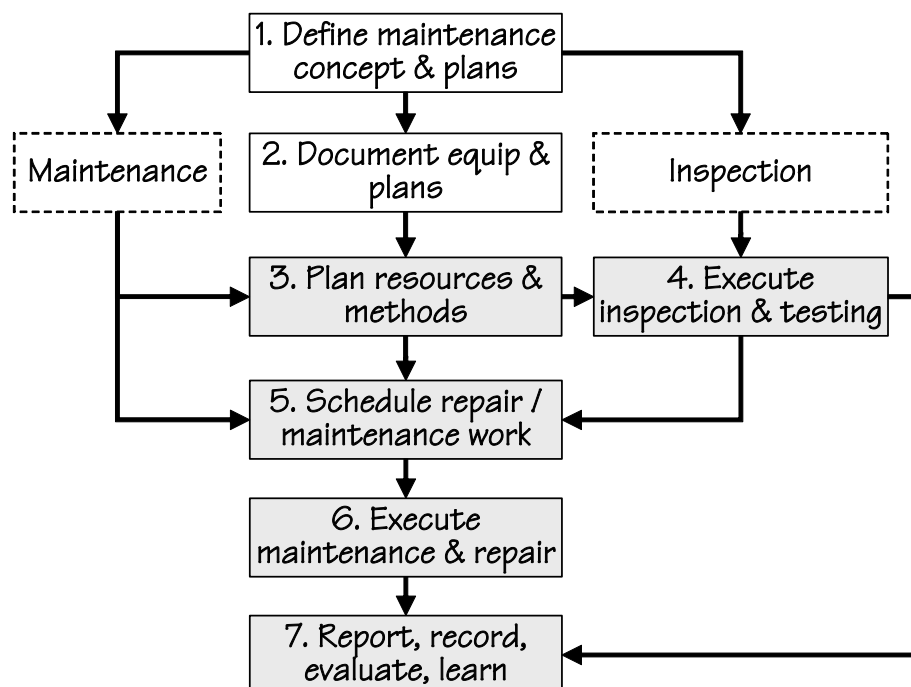 1. Define maintenance
concept & plans
Maintenance
2. Document equip &
plans
Inspection
3. Plan resources &
methods
4. Execute
inspection & testing
5. Schedule repair /
maintenance work
6. Execute
maintenance & repair
7. Report, record,
evaluate, learn